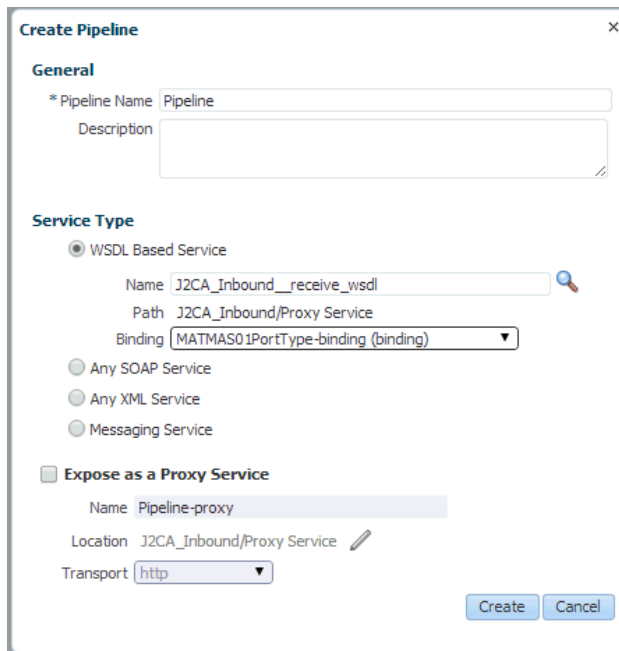 Create Pipeline
General
* Pipeline Name Pipeline
Description
Service Type
WSDL Based Service
Name J2CA_Inbound__receive_wsdl
Path J2CA_Inbound/Proxy Service
Binding MATMAS01PortType-binding (binding)
Any SOAP Service
Any XML Service
Messaging Service
Expose as a Proxy Service
Name Pipeline-proxy
Location J2CA_Inbound/Proxy Service
Transport http
Create Cancel